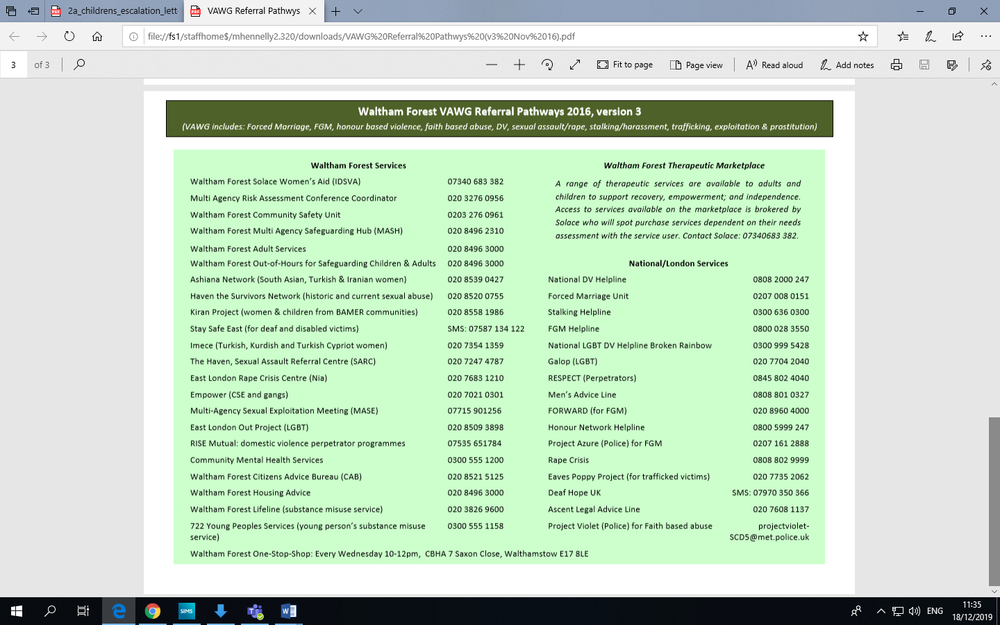 2a_childrens_escalation_lett
VAWG Referral Pathwys
file://fs1/staffhome$/mhennelly2.320/downloads/VAWG%20Referral%20Pathwys%20(v3%20Nov%2016).pdf
3 of 3
Fit to page
Page view
Read aloud
Add notes
Waltham Forest VAWG Referral Pathways 2016, version 3
(VAWG includes: Forced Marriage, FGM, honour based violence, faith based abuse, DV, sexual assault/rape, stalking/harassment, trafficking, exploitation & prostitution)
Waltham Forest Services
Waltham Forest Solace Women's Aid (IDSVA) 07340 683 382
Multi Agency Risk Assessment Conference Coordinator 020 3276 0956
Waltham Forest Community Safety Unit 0203 276 0961
Waltham Forest Multi Agency Safeguarding Hub (MASH) 020 8496 2310
Waltham Forest Adult Services 020 8496 3000
Waltham Forest Out-of-Hours for Safeguarding Children & Adults 020 8496 3000
Ashiana Network (South Asian, Turkish & Iranian women) 020 8539 0427
Haven the Survivors Network (historic and current sexual abuse) 020 8520 0755
Kiran Project (women & children from BAMER communities) 020 8558 1986
Stay Safe East (for deaf and disabled victims) SMS: 07587 134 122
Imece (Turkish, Kurdish and Turkish Cypriot women) 020 7354 1359
The Haven, Sexual Assault Referral Centre (SARC) 020 7247 4787
East London Rape Crisis Centre (Nia) 020 7683 1210
Empower (CSE and gangs) 020 7021 0301
Multi-Agency Sexual Exploitation Meeting (MASE) 07715 901256
East London Out Project (LGBT) 020 8509 3898
RISE Mutual: domestic violence perpetrator programmes 07535 651784
Community Mental Health Services 0300 555 1200
Waltham Forest Citizens Advice Bureau (CAB) 020 8521 5125
Waltham Forest Housing Advice 020 8496 3000
Waltham Forest Lifeline (substance misuse service) 020 3826 9600
722 Young Peoples Services (young person's substance misuse 0300 555 1158
service)
Waltham Forest One-Stop-Shop: Every Wednesday 10-12pm, CBHA 7 Saxon Close, Walthamstow E17 8LE
Waltham Forest Therapeutic Marketplace
A range of therapeutic services are available to adults and
children to support recovery, empowerment; and independence.
Access to services available on the marketplace is brokered by
Solace who will spot purchase services dependent on their needs
assessment with the service user. Contact Solace: 07340683 382.
National/London Services
National DV Helpline 0808 2000 247
Forced Marriage Unit 0207 008 0151
Stalking Helpline 0300 636 0300
FGM Helpline 0800 028 3550
National LGBT DV Helpline Broken Rainbow 0300 999 5428
Galop (LGBT) 020 7704 2040
RESPECT (Perpetrators) 0845 802 4040
Men's Advice Line 0808 801 0327
FORWARD (for FGM) 020 8960 4000
Honour Network Helpline 0800 5999 247
Project Azure (Police) for FGM 0207 161 2888
Rape Crisis 0808 802 9999
Eaves Poppy Project (for trafficked victims) 020 7735 2062
Deaf Hope UK SMS: 07970 350 366
Ascent Legal Advice Line 020 7608 1137
Project Violet (Police) for Faith based abuse projectviolet-
SCD5@met.police.uk
SIMS
ENG
11:35
18/12/2019